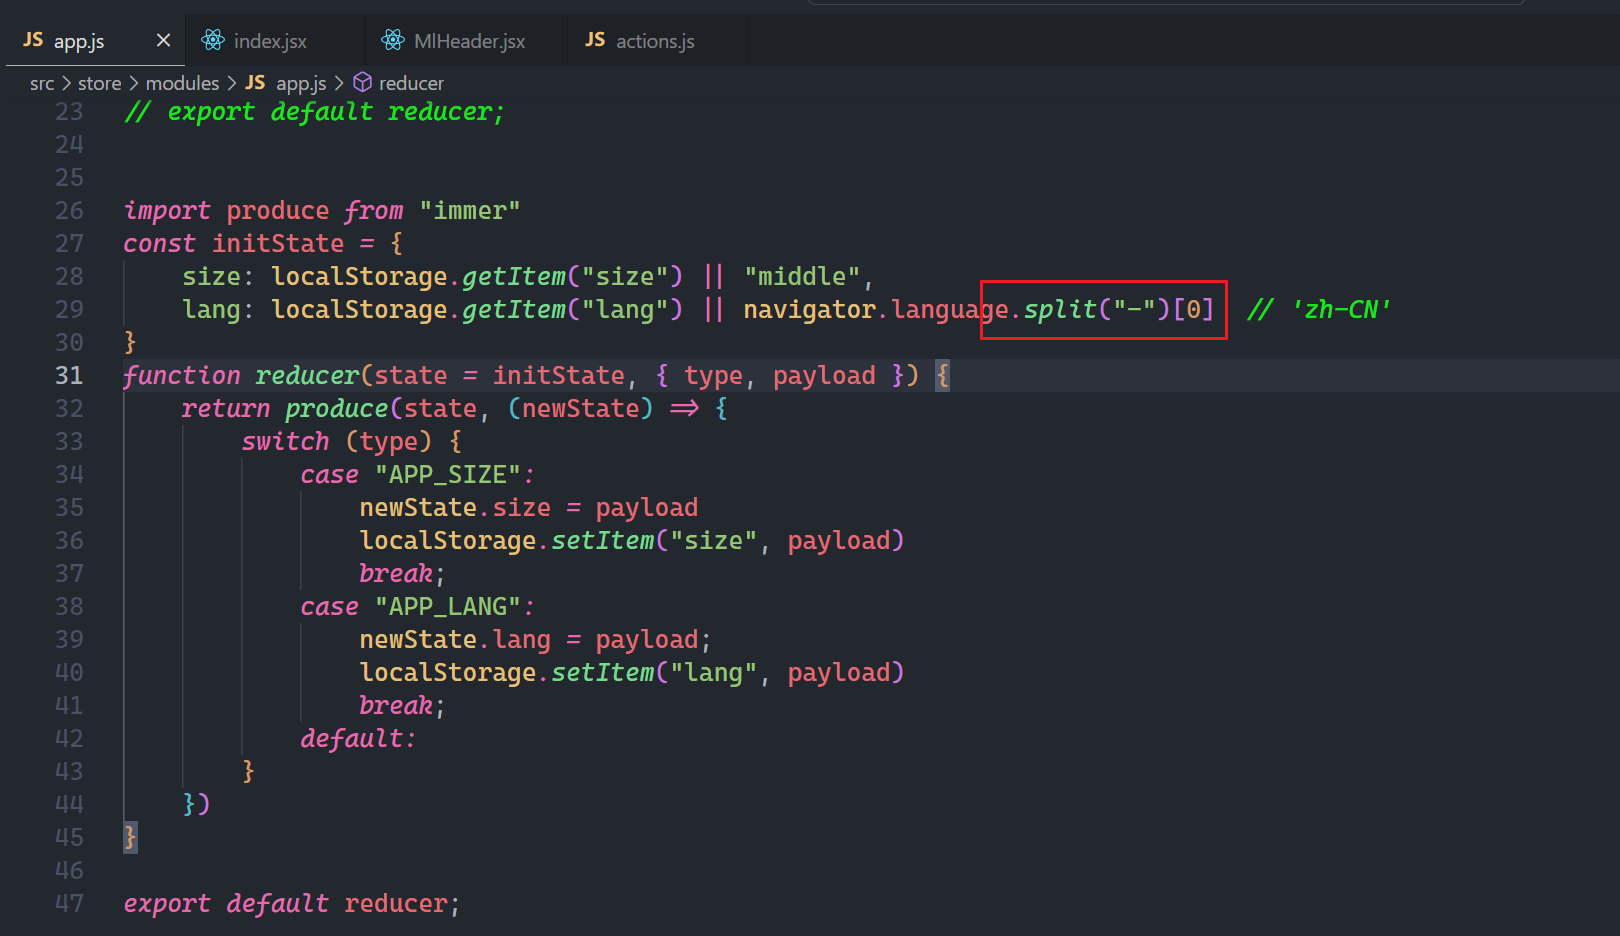 JS app.js × index.jsx MlHeader.jsx JS actions.js
src > store > modules > JS app.js > reducer
23 // export default reducer;
24
25
26 import produce from "immer"
27 const initState = {
28 size: localStorage.getItem("size") || "middle",
29 lang: localStorage.getItem("lang") || navigator.language.split("-")[0] // 'zh-CN'
30 }
31 function reducer(state = initState, { type, payload }) {
32 return produce(state, (newState) => {
33 switch (type) {
34 case "APP_SIZE":
35 newState.size = payload
36 localStorage.setItem("size", payload)
37 break;
38 case "APP_LANG":
39 newState.lang = payload;
40 localStorage.setItem("lang", payload)
41 break;
42 default:
43 }
44 })
45 }
46
47 export default reducer;